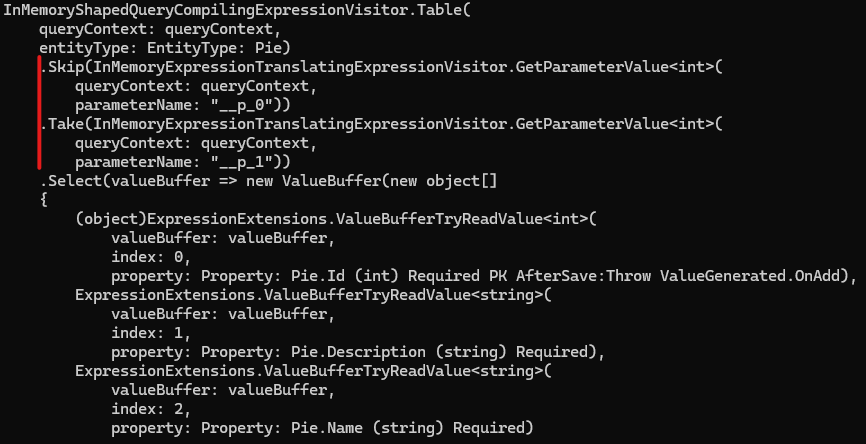 InMemoryShapedQueryCompilingExpressionVisitor.Table(
    queryContext: queryContext,
    entityType: EntityType: Pie)
    .Skip(InMemoryExpressionTranslatingExpressionVisitor.GetParameterValue<int>(
        queryContext: queryContext,
        parameterName: "__p_0"))
    .Take(InMemoryExpressionTranslatingExpressionVisitor.GetParameterValue<int>(
        queryContext: queryContext,
        parameterName: "__p_1"))
    .Select(valueBuffer => new ValueBuffer(new object[]
    {
        (object)ExpressionExtensions.ValueBufferTryReadValue<int>(
            valueBuffer: valueBuffer,
            index: 0,
            property: Property: Pie.Id (int) Required PK AfterSave:Throw ValueGenerated.OnAdd),
        ExpressionExtensions.ValueBufferTryReadValue<string>(
            valueBuffer: valueBuffer,
            index: 1,
            property: Property: Pie.Description (string) Required),
        ExpressionExtensions.ValueBufferTryReadValue<string>(
            valueBuffer: valueBuffer,
            index: 2,
            property: Property: Pie.Name (string) Required)